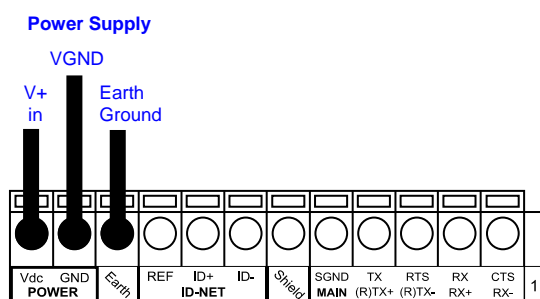 Power Supply
VGND
V+ in
Earth Ground
Vdc GND Earth REF ID+ ID- Shield SGND TX RTS RX CTS 1
POWER ID-NET MAIN (R)TX+ (R)TX- RX+ RX-